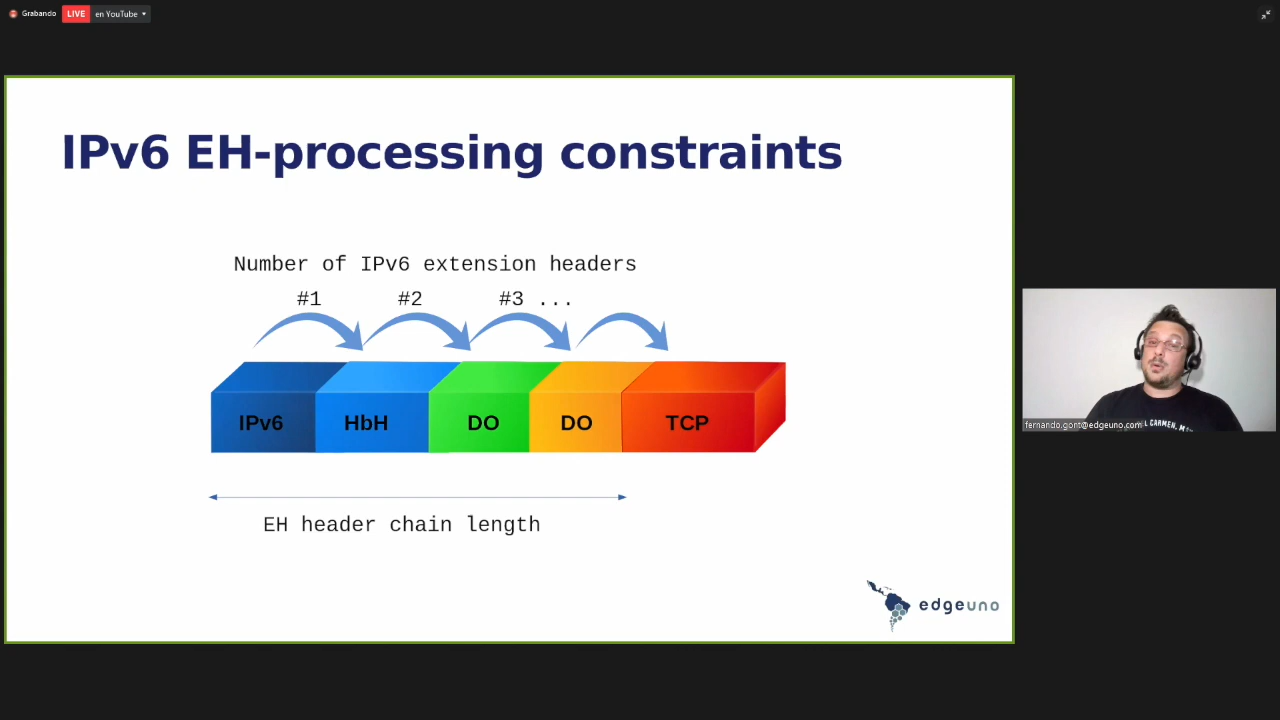 Grabando
LIVE en YouTube
IPv6 EH-processing constraints
Number of IPv6 extension headers
#1 #2 #3 ...
IPv6 HbH DO DO TCP
EH header chain length
edgeuno
fernando.gont@edgeuno.com
L CARMEN, M